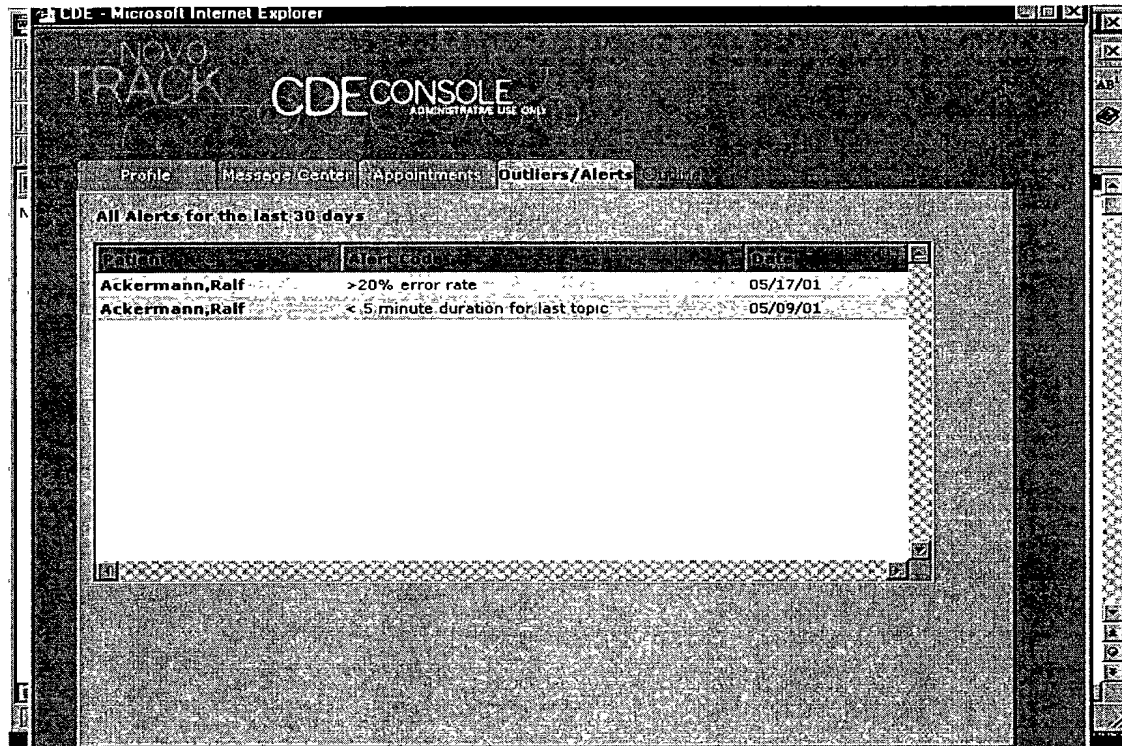 CDE - Microsoft Internet Explorer
NOVO
TRACK
CDE CONSOLE
ADMINISTRATIVE USE ONLY
Profile Message Center Appointments Outliers/Alerts
All Alerts for the last 30 days
Patient Alert Code Date
Ackermann,Ralf >20% error rate 05/17/01
Ackermann,Ralf < 5 minute duration for last topic 05/09/01